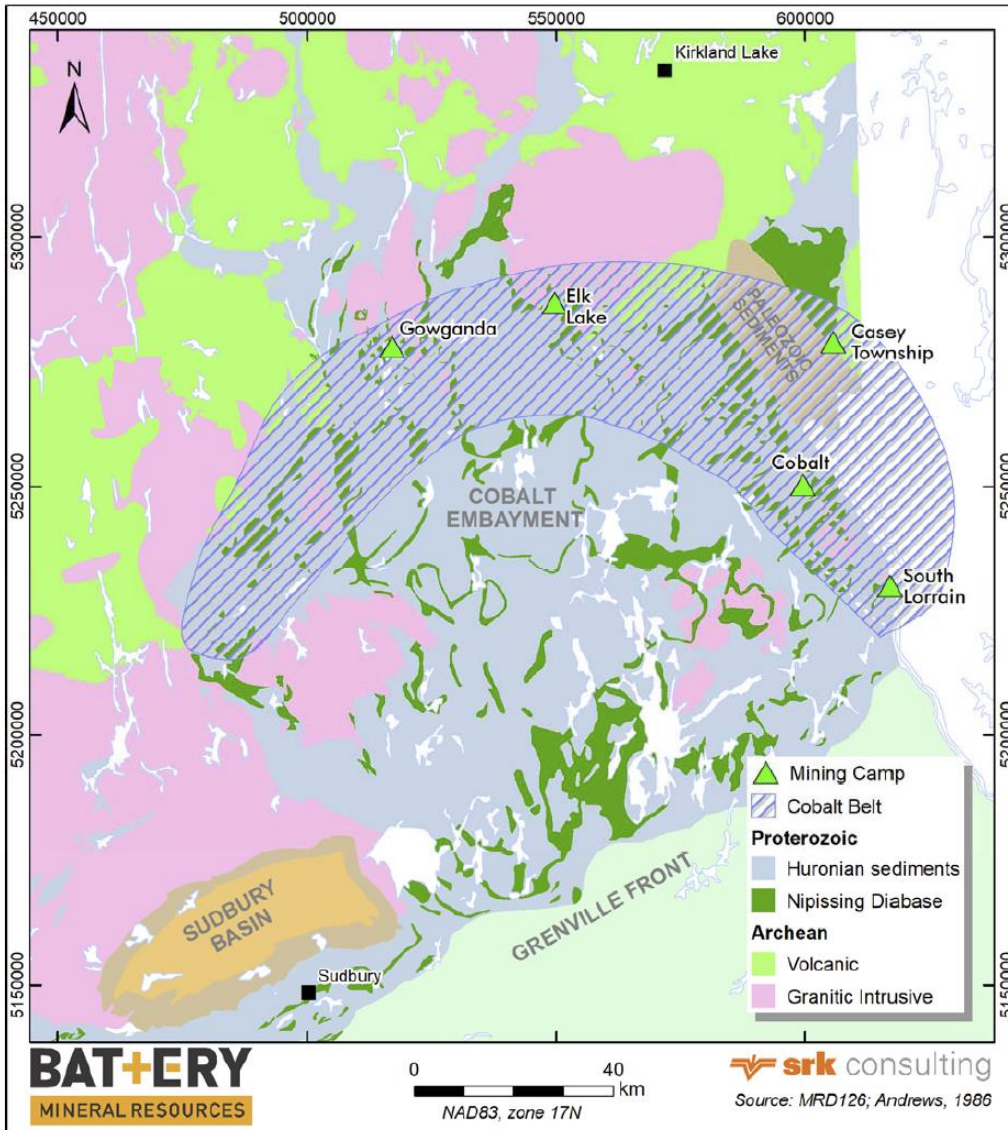 450000 500000 550000 600000
N
Kirkland Lake
5300000
5300000
Elk
Lake
Gowganda
PALEOZOIC
SEDIMENTS
Casey
Township
Cobalt
5250000
5250000
COBALT
EMBAYMENT
South
Lorrain
5200000
5200000
Mining Camp
Cobalt Belt
Proterozoic
Huronian sediments
Nipissing Diabase
Archean
Volcanic
Granitic Intrusive
GRENVILLE FRONT
SUDBURY
BASIN
Sudbury
5150000
5150000
BATTERY
MINERAL RESOURCES
0 40
km
NAD83, zone 17N
srk consulting
Source: MRD126; Andrews, 1986